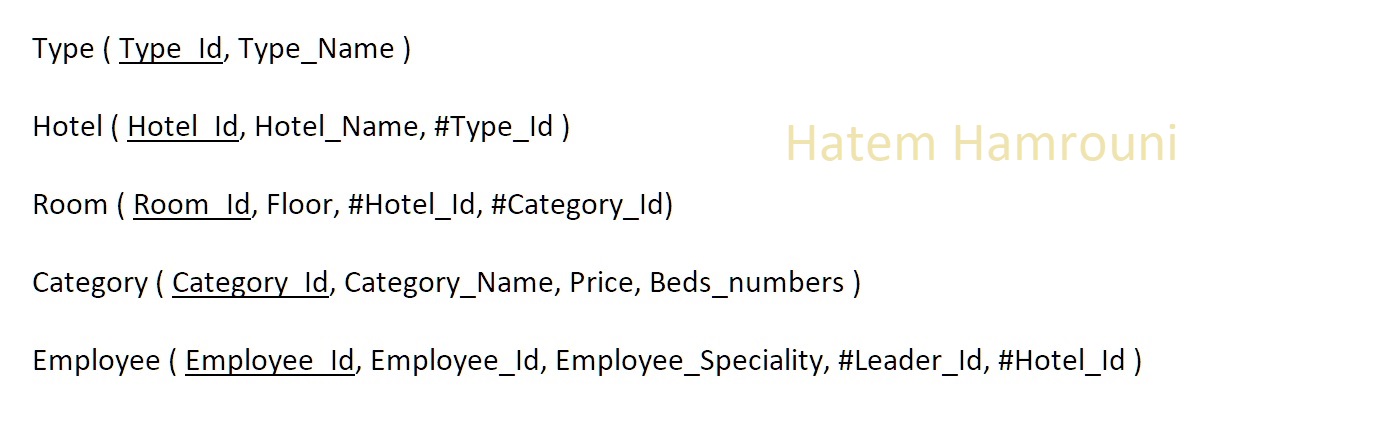 Type ( Type_Id, Type_Name )
Hotel ( Hotel_Id, Hotel_Name, #Type_Id )
Hatem Hamrouni
Room ( Room_Id, Floor, #Hotel_Id, #Category_Id)
Category ( Category_Id, Category_Name, Price, Beds_numbers )
Employee ( Employee_Id, Employee_Id, Employee_Speciality, #Leader_Id, #Hotel_Id )